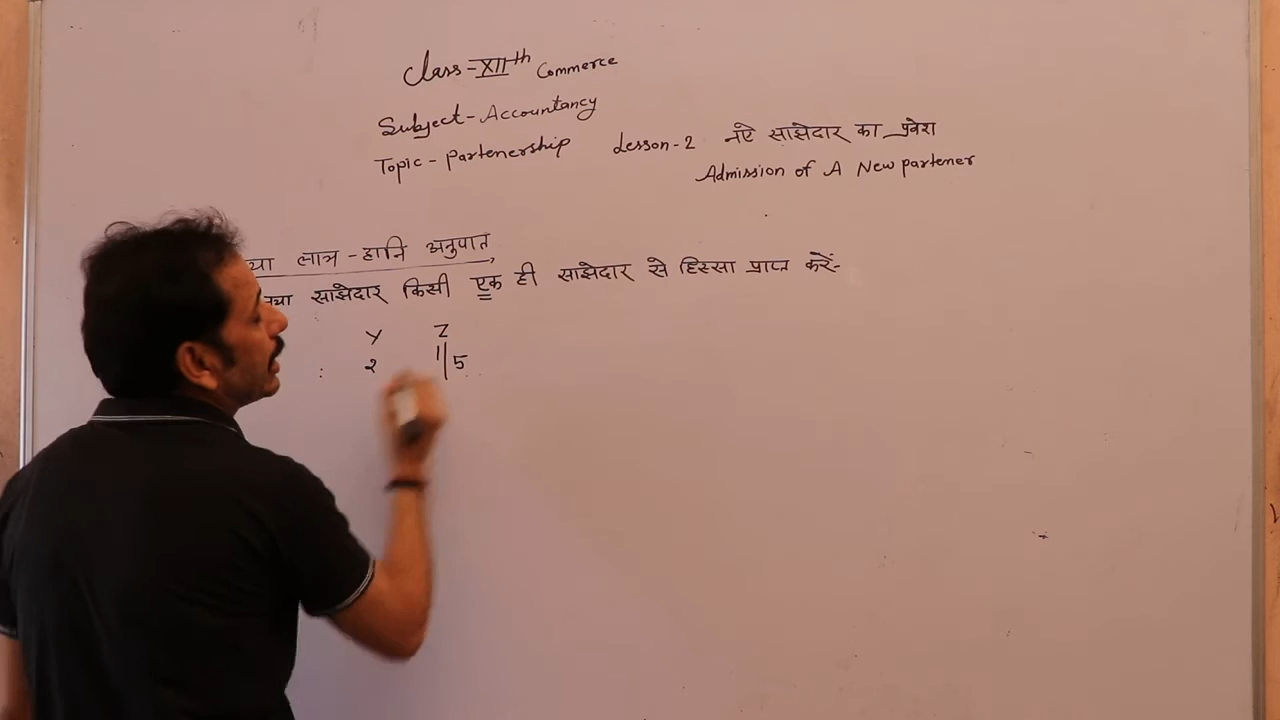 Class-XIIth Commerce
Subject-Accountancy
Topic-Partenership Lesson-2 नऐ साझेदार का प्रवेश
Admission of A New partener
या लाभ-हानि अनुपात,
नया साझेदार किसी एक ही साझेदार से हिस्सा प्राप्त करें-
Y Z
: 2 1/5